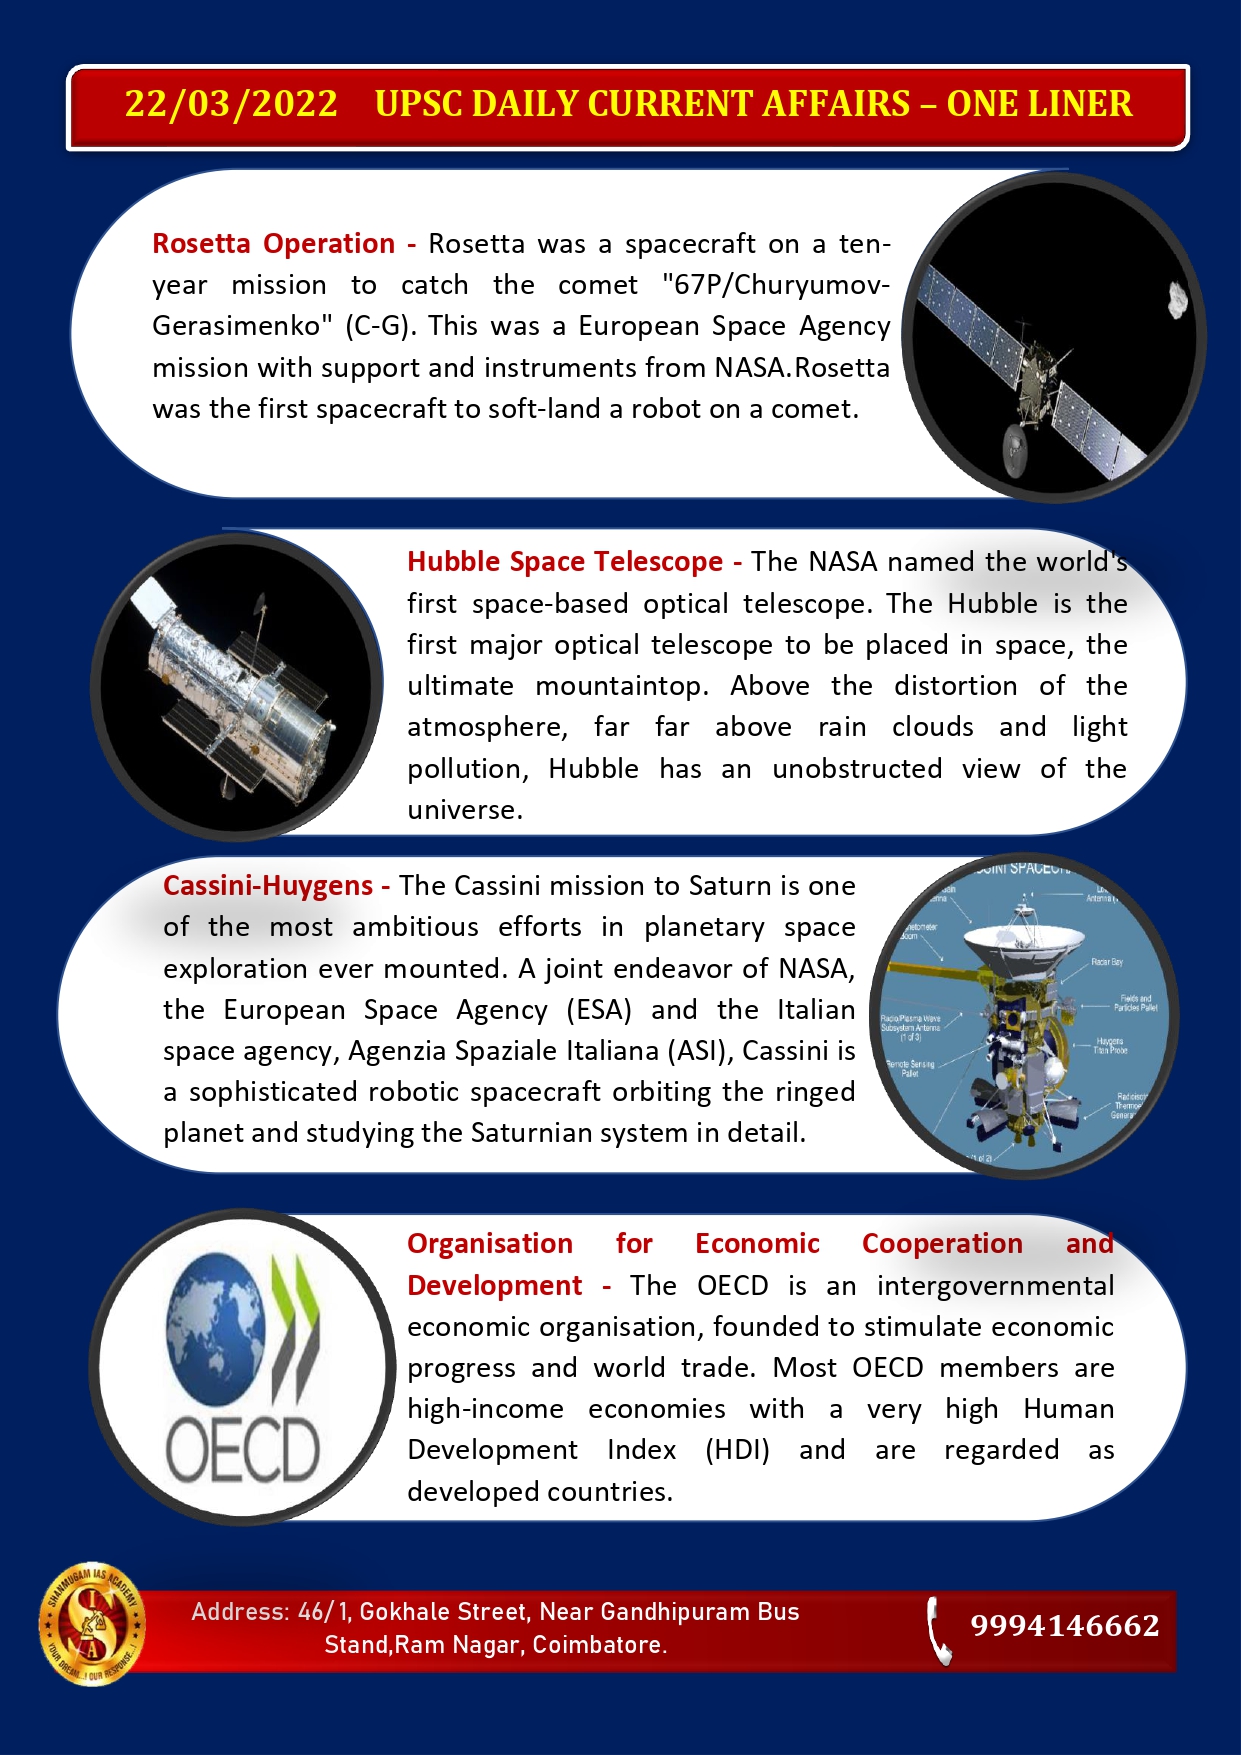 22/03/2022 UPSC DAILY CURRENT AFFAIRS – ONE LINER
Rosetta Operation - Rosetta was a spacecraft on a ten-
year mission to catch the comet "67P/Churyumov-
Gerasimenko" (C-G). This was a European Space Agency
mission with support and instruments from NASA.Rosetta
was the first spacecraft to soft-land a robot on a comet.
Hubble Space Telescope - The NASA named the world's
first space-based optical telescope. The Hubble is the
first major optical telescope to be placed in space, the
ultimate mountaintop. Above the distortion of the
atmosphere, far far above rain clouds and light
pollution, Hubble has an unobstructed view of the
universe.
Cassini-Huygens - The Cassini mission to Saturn is one
of the most ambitious efforts in planetary space
exploration ever mounted. A joint endeavor of NASA,
the European Space Agency (ESA) and the Italian
space agency, Agenzia Spaziale Italiana (ASI), Cassini is
a sophisticated robotic spacecraft orbiting the ringed
planet and studying the Saturnian system in detail.
Radar Bay
Fields and
Particles Pallet
Huygens
Titan Probe
Radio/Plasma Wave
Subsystem Antenna
(1 of 3)
Remote Sensing
Pallet
OECD
Organisation for Economic Cooperation and
Development - The OECD is an intergovernmental
economic organisation, founded to stimulate economic
progress and world trade. Most OECD members are
high-income economies with a very high Human
Development Index (HDI) and are regarded as
developed countries.
SHANMUGAM IAS ACADEMY
SIA
YOUR DREAM...! OUR RESPONSE...!
Address: 46/1, Gokhale Street, Near Gandhipuram Bus
Stand,Ram Nagar, Coimbatore.
9994146662